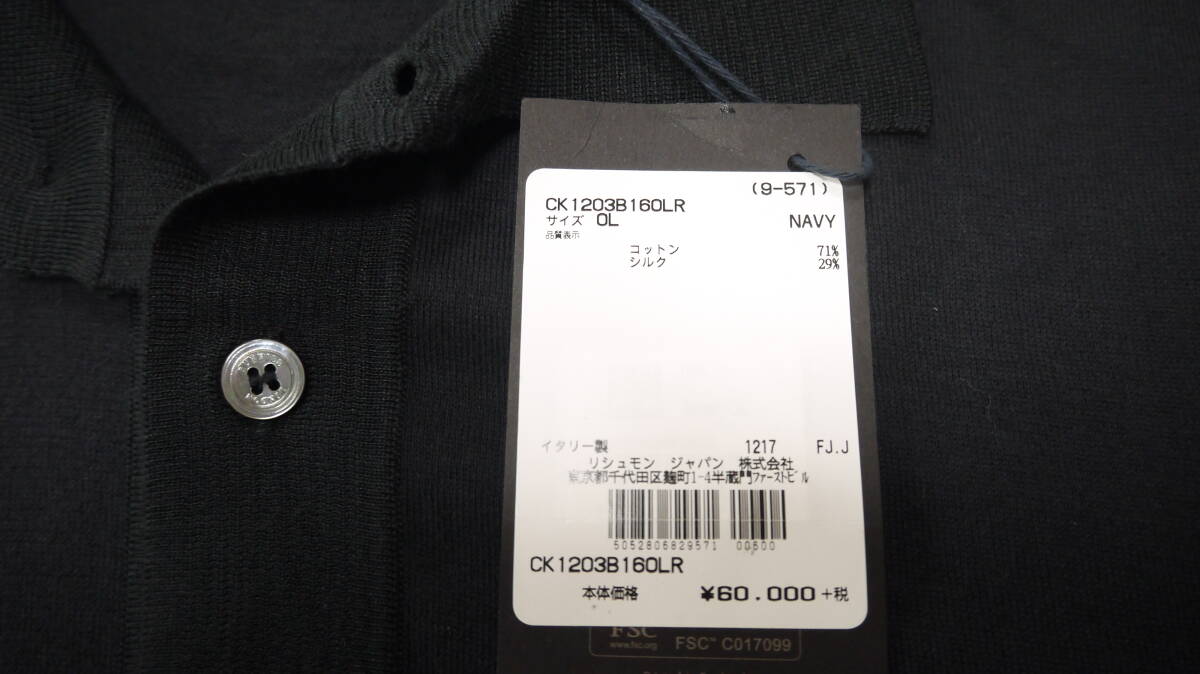 (9-571)
CK1203B160LR
サイズ OL NAVY
品質表示
コットン 71%
シルク 29%
イタリー製 1217 FJ.J
リシュモン ジャパン 株式会社
東京都千代田区麹町1-4半蔵門ファーストビル
5052806829571 00600
CK1203B160LR
本体価格 ¥60.000+税
FSC
www.fsc.org FSC™ C017099